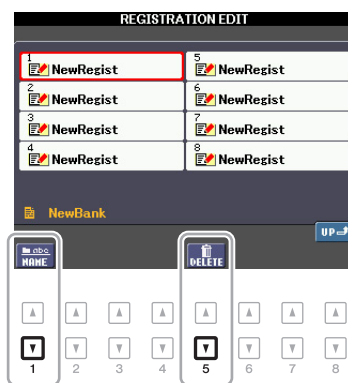 REGISTRATION EDIT
1 NewRegist
5 NewRegist
2 NewRegist
6 NewRegist
3 NewRegist
7 NewRegist
4 NewRegist
8 NewRegist
NewBank
UP
abc
NAME
DELETE
1 2 3 4 5 6 7 8